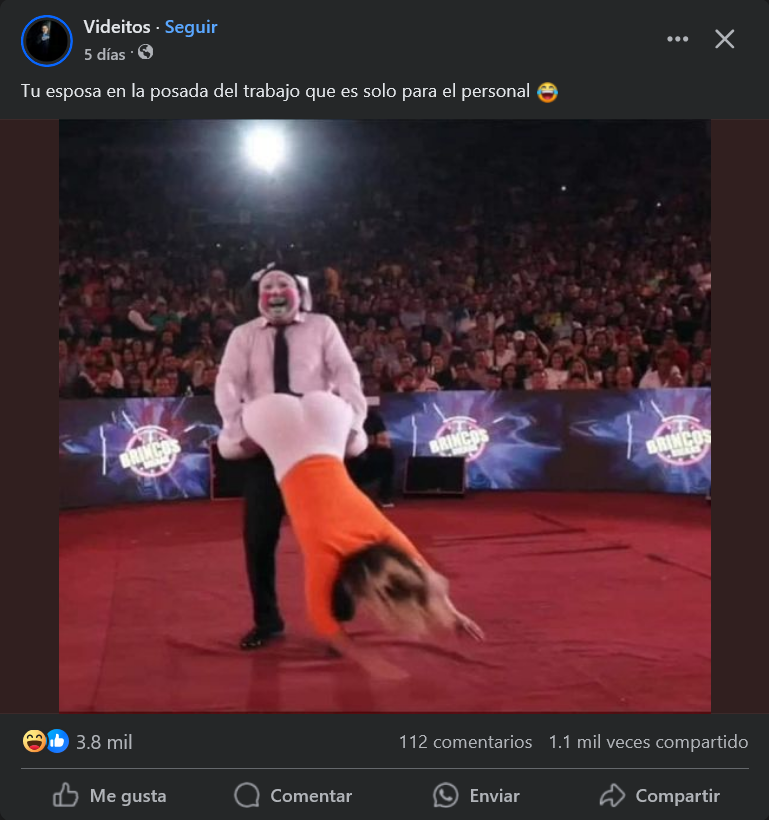 Videitos · Seguir
5 días ·
Tu esposa en la posada del trabajo que es solo para el personal 😂
BRINCOS
BRINCOS
BRINCOS
3.8 mil
112 comentarios 1.1 mil veces compartido
Me gusta Comentar Enviar Compartir